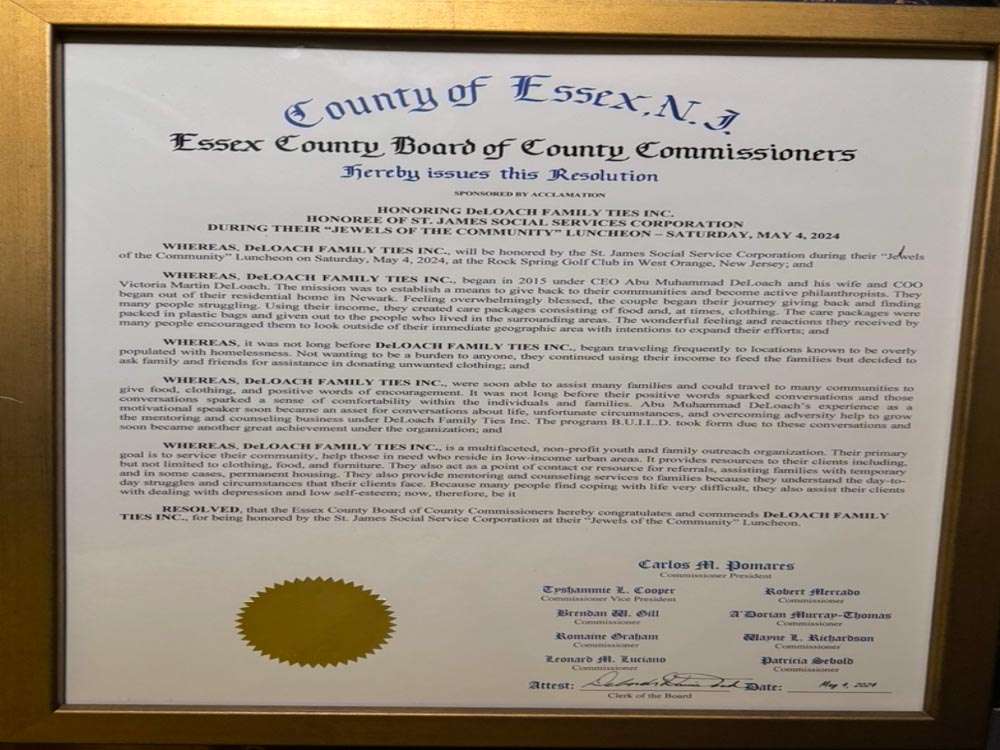 County of Essex, N.J.
Essex County Board of County Commissioners
Hereby issues this Resolution
SPONSORED BY ACCLAMATION
HONORING DeLOACH FAMILY TIES INC.
HONOREE OF ST. JAMES SOCIAL SERVICES CORPORATION
DURING THEIR "JEWELS OF THE COMMUNITY" LUNCHEON – SATURDAY, MAY 4, 2024
WHEREAS, DeLOACH FAMILY TIES INC., will be honored by the St. James Social Service Corporation during their "Jewels
of the Community" Luncheon on Saturday, May 4, 2024, at the Rock Spring Golf Club in West Orange, New Jersey; and
WHEREAS, DeLOACH FAMILY TIES INC., began in 2015 under CEO Abu Muhammad DeLoach and his wife and COO
Victoria Martin DeLoach. The mission was to establish a means to give back to their communities and become active philanthropists. They
began out of their residential home in Newark. Feeling overwhelmingly blessed, the couple began their journey giving back and finding
many people struggling. Using their income, they created care packages consisting of food and, at times, clothing. The care packages were
packed in plastic bags and given out to the people who lived in the surrounding areas. The wonderful feeling and reactions they received by
many people encouraged them to look outside of their immediate geographic area with intentions to expand their efforts; and
WHEREAS, it was not long before DeLOACH FAMILY TIES INC., began traveling frequently to locations known to be overly
populated with homelessness. Not wanting to be a burden to anyone, they continued using their income to feed the families but decided to
ask family and friends for assistance in donating unwanted clothing; and
WHEREAS, DeLOACH FAMILY TIES INC., were soon able to assist many families and could travel to many communities to
give food, clothing, and positive words of encouragement. It was not long before their positive words sparked conversations and those
conversations sparked a sense of comfortability within the individuals and families. Abu Muhammad DeLoach's experience as a
motivational speaker soon became an asset for conversations about life, unfortunate circumstances, and overcoming adversity help to grow
the mentoring and counseling business under DeLoach Family Ties Inc. The program B.U.I.L.D. took form due to these conversations and
soon became another great achievement under the organization; and
WHEREAS, DeLOACH FAMILY TIES INC., is a multifaceted, non-profit youth and family outreach organization. Their primary
goal is to service their community, help those in need who reside in low-income urban areas. It provides resources to their clients including,
but not limited to clothing, food, and furniture. They also act as a point of contact or resource for referrals, assisting families with temporary
and in some cases, permanent housing. They also provide mentoring and counseling services to families because they understand the day-to-
day struggles and circumstances that their clients face. Because many people find coping with life very difficult, they also assist their clients
with dealing with depression and low self-esteem; now, therefore, be it
RESOLVED, that the Essex County Board of County Commissioners hereby congratulates and commends DeLOACH FAMILY
TIES INC., for being honored by the St. James Social Service Corporation at their "Jewels of the Community" Luncheon.
Carlos M. Pomares
Commissioner President
Tyshammie L. Cooper Robert Mercado
Commissioner Vice President Commissioner
Brendan W. Gill A'Dorian Murray-Thomas
Commissioner Commissioner
Romaine Graham Wayne L. Richardson
Commissioner Commissioner
Leonard M. Luciano Patricia Sebold
Commissioner Commissioner
Attest: Date: May 4, 2024
Clerk of the Board